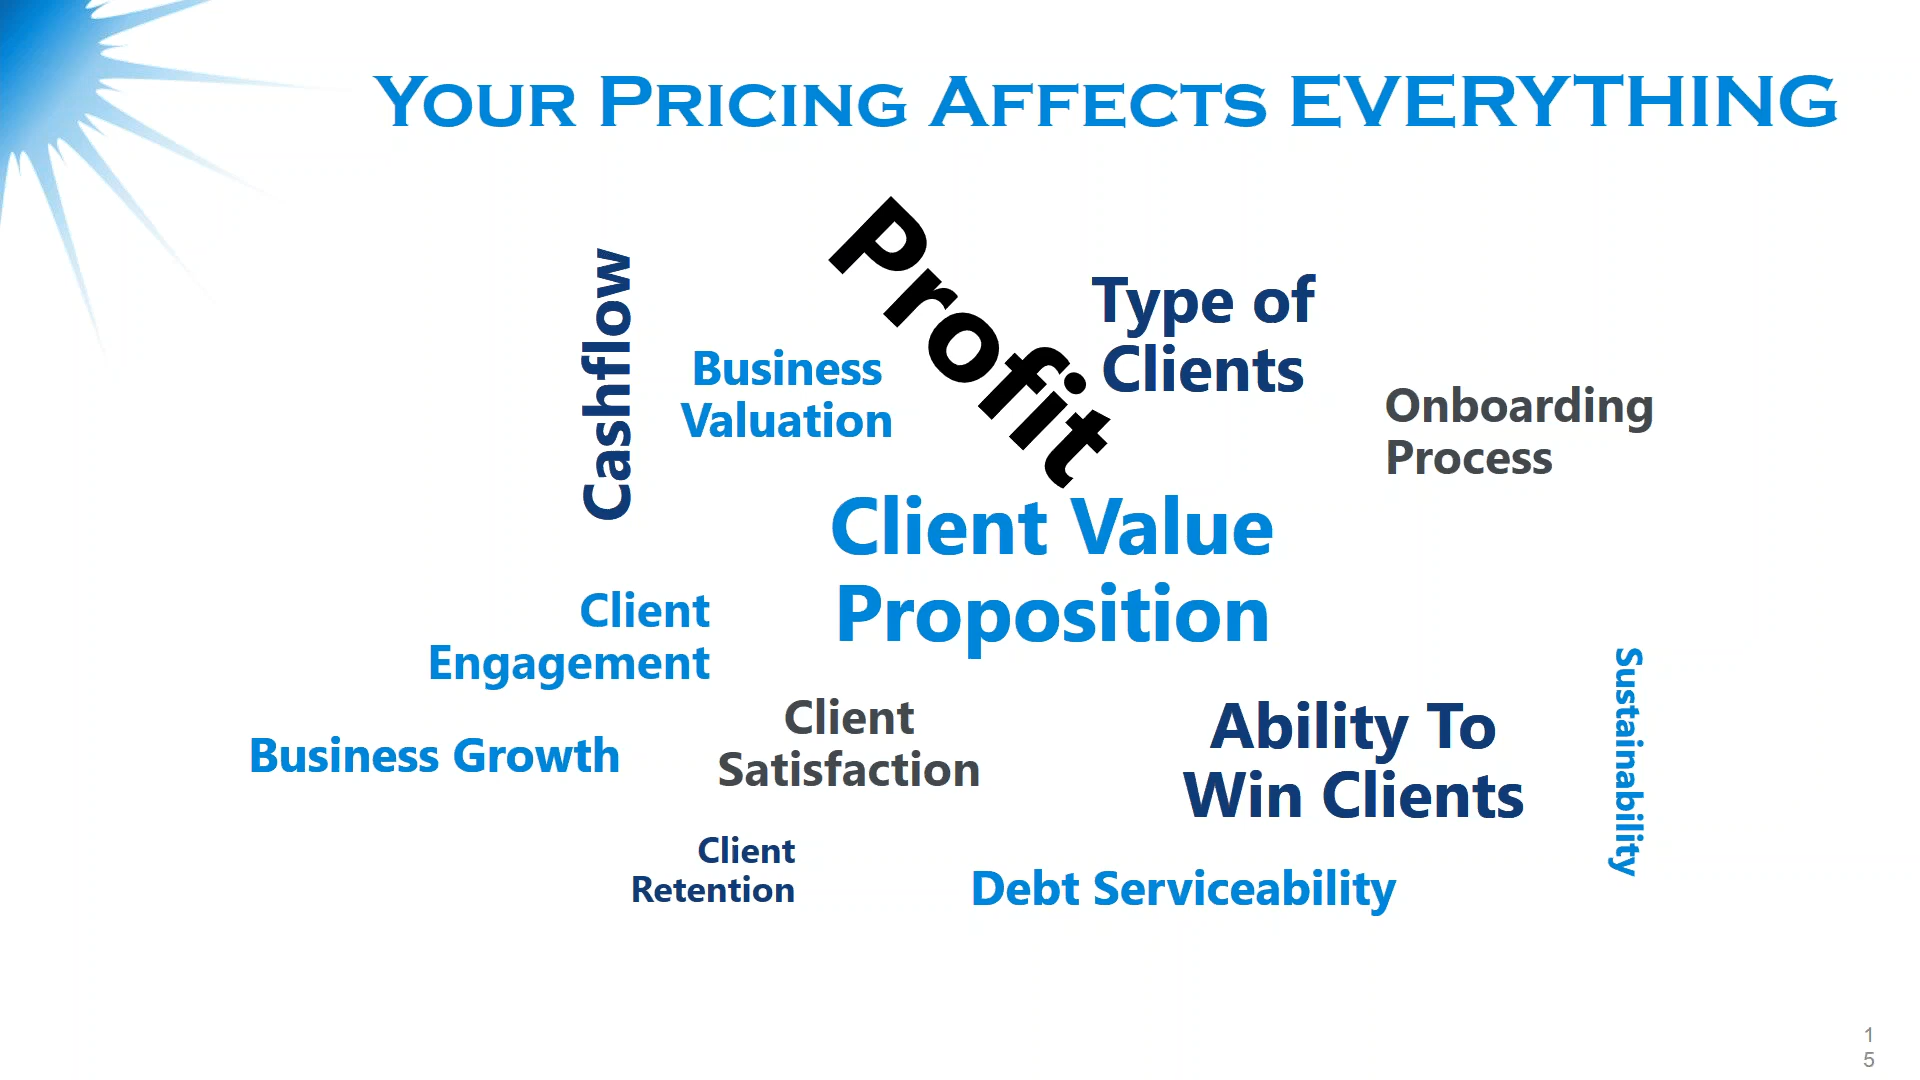 YOUR PRICING AFFECTS EVERYTHING
Profit
Cashflow
Type of
Clients
Business
Valuation
Onboarding
Process
Client Value
Proposition
Client
Engagement
Sustainability
Client
Satisfaction
Ability To
Win Clients
Business Growth
Client
Retention
Debt Serviceability
1
5